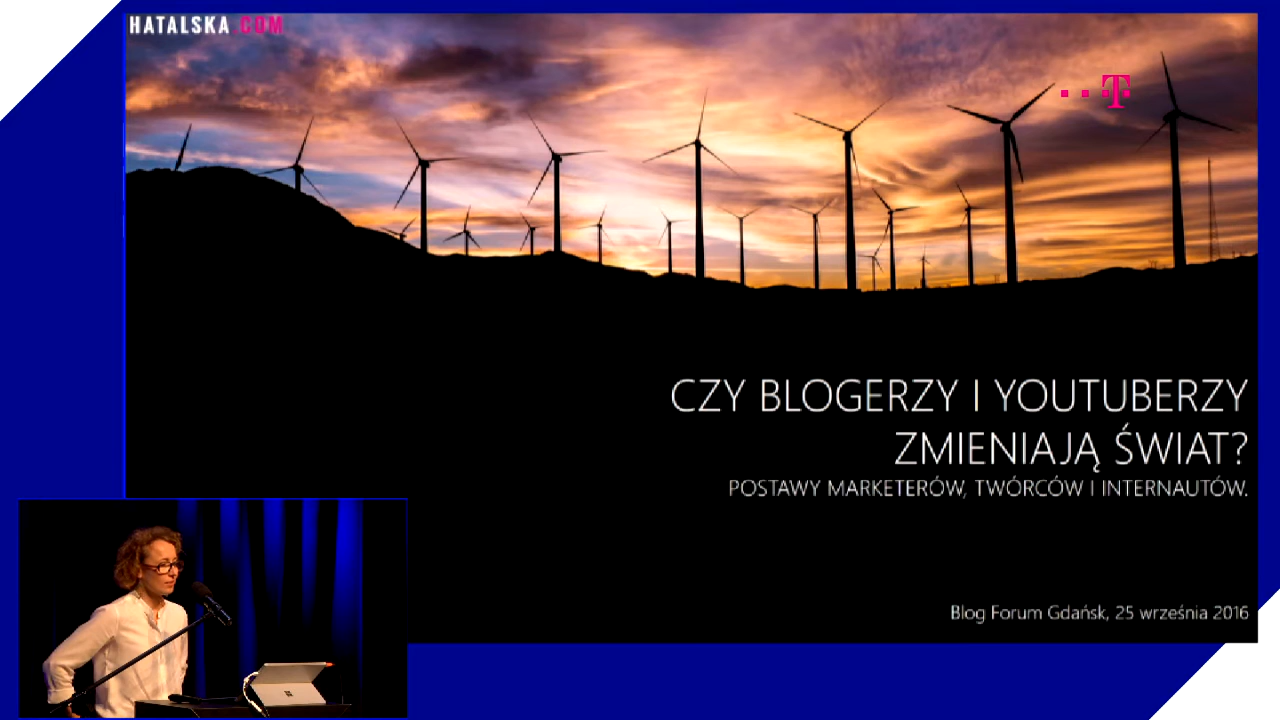 HATALSKA.COM
T
CZY BLOGERZY I YOUTUBERZY
ZMIENIAJĄ ŚWIAT?
POSTAWY MARKETERÓW, TWÓRCÓW I INTERNAUTÓW.
Blog Forum Gdańsk, 25 września 2016